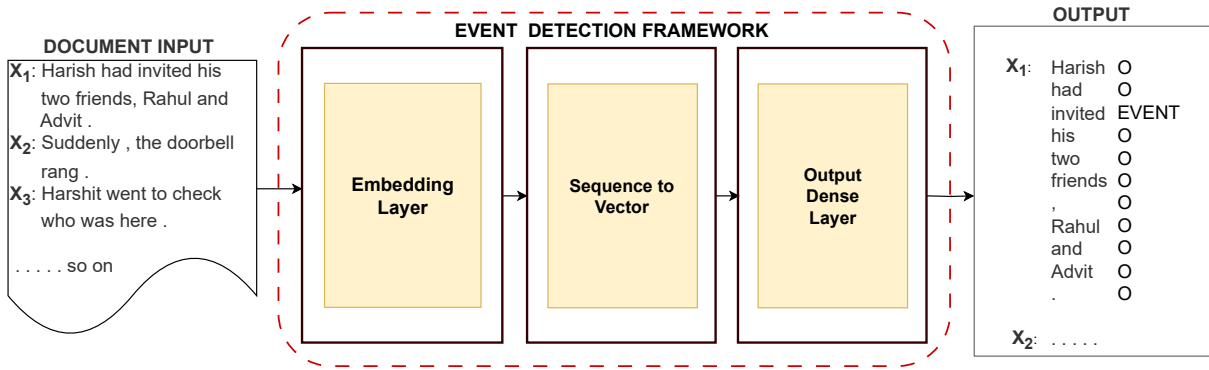 DOCUMENT INPUT
X1: Harish had invited his
two friends, Rahul and
Advit .
X2: Suddenly , the doorbell
rang .
X3: Harshit went to check
who was here .
. . . . . so on
EVENT DETECTION FRAMEWORK
Embedding
Layer
Sequence to
Vector
Output
Dense
Layer
OUTPUT
X1: Harish O
had O
invited EVENT
his O
two O
friends O
, O
Rahul O
and O
Advit O
. O
X2: . . . . .